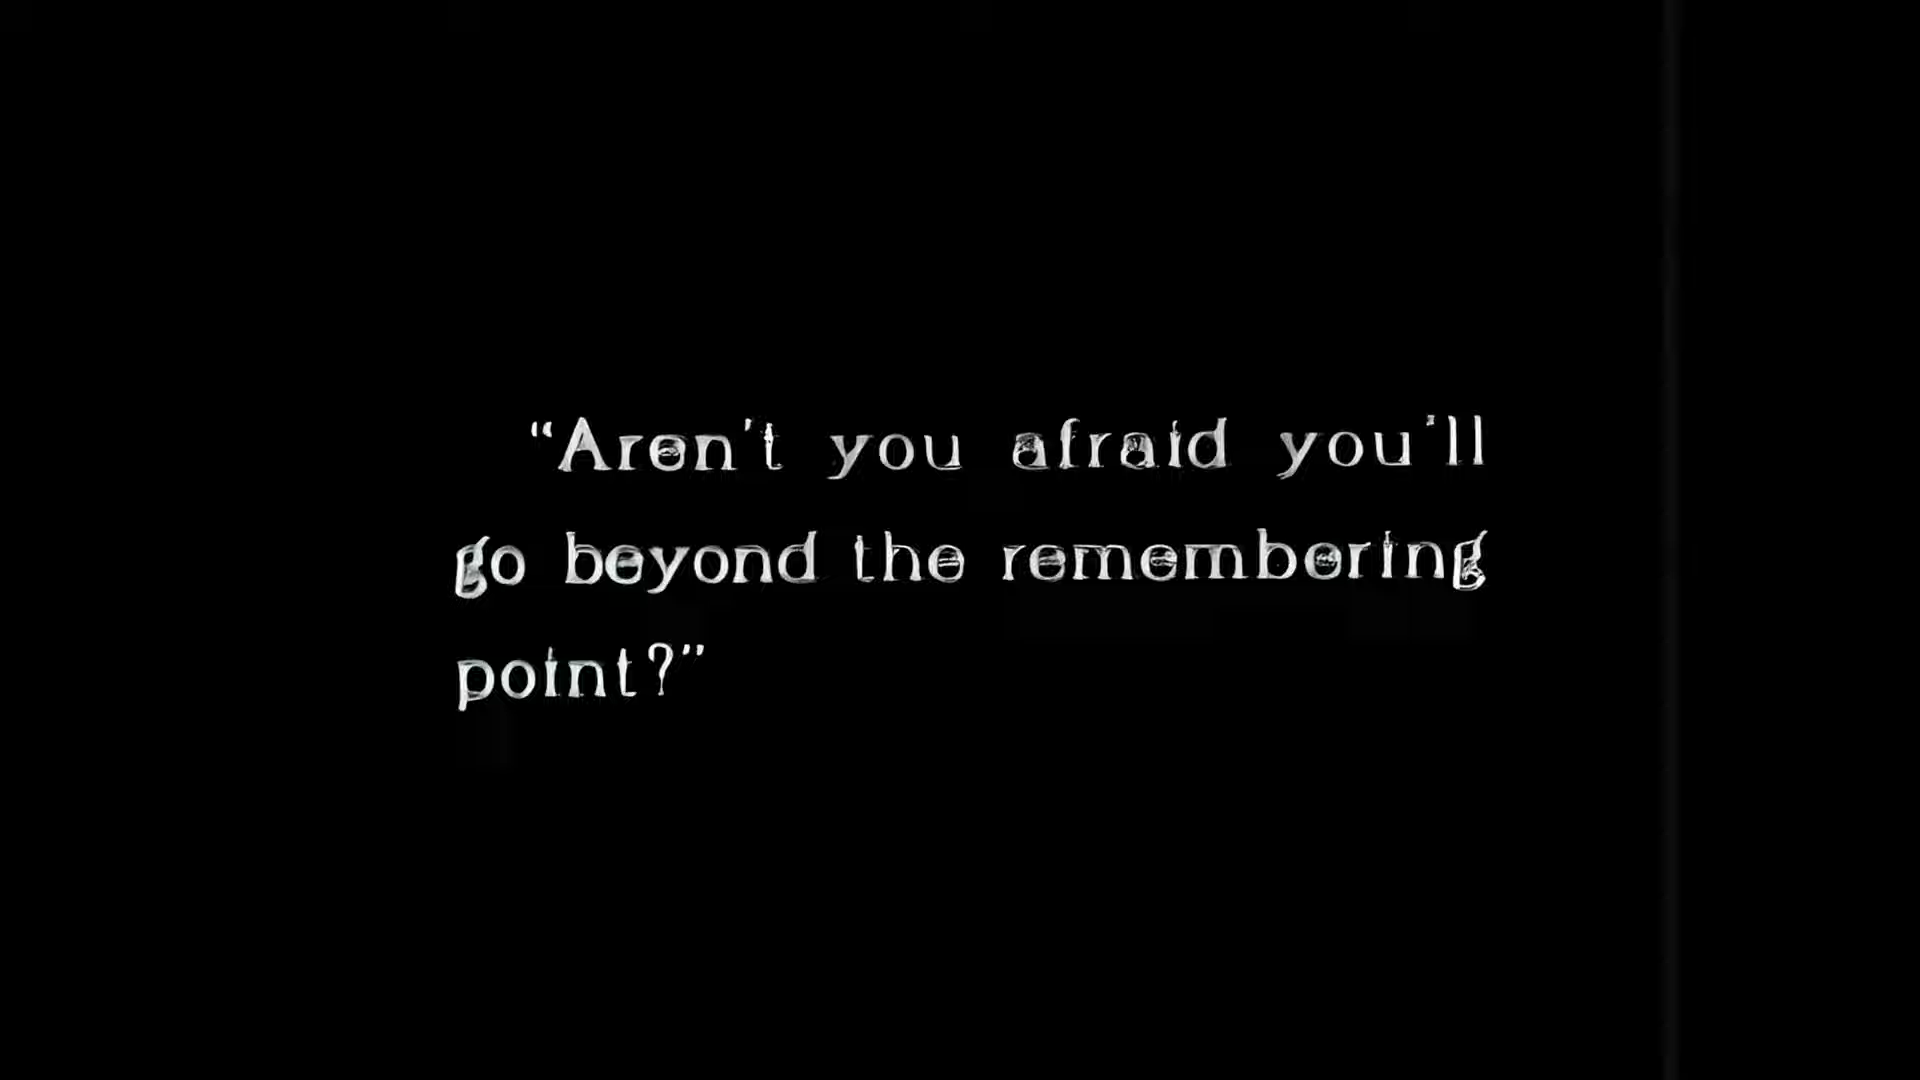 “Aren't you afraid you'll
go beyond the remembering
point?”